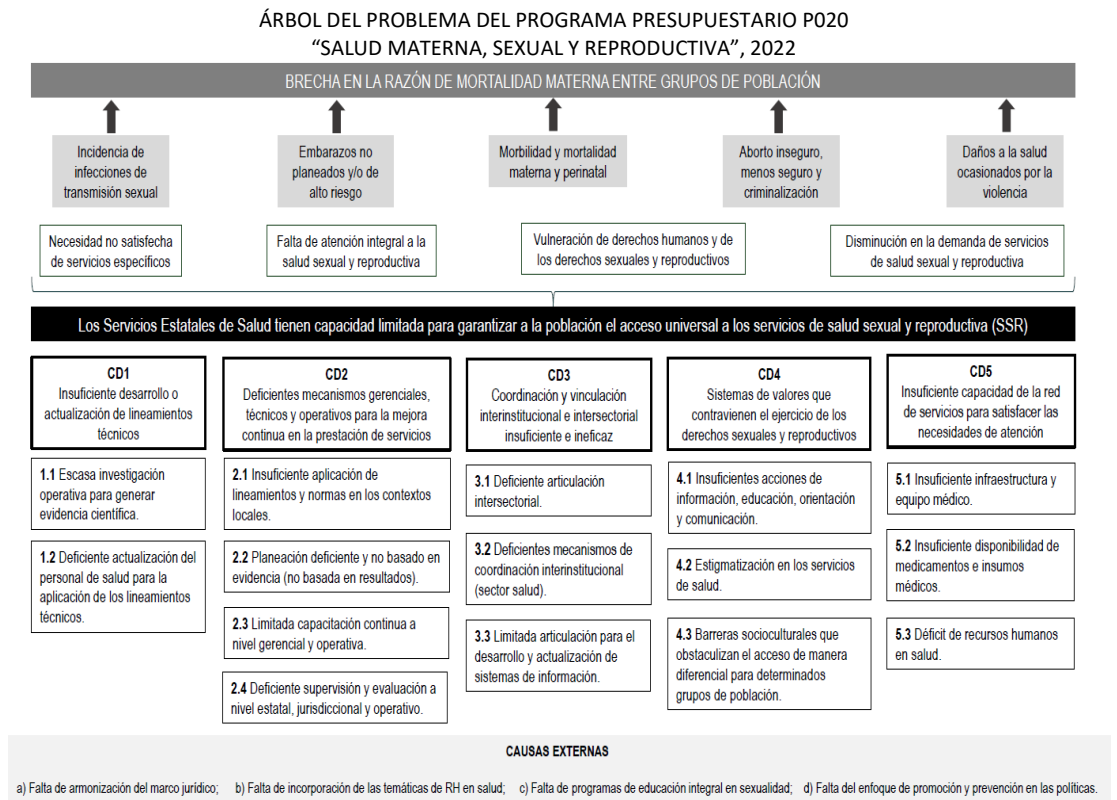 ÁRBOL DEL PROBLEMA DEL PROGRAMA PRESUPUESTARIO P020
“SALUD MATERNA, SEXUAL Y REPRODUCTIVA”, 2022
BRECHA EN LA RAZÓN DE MORTALIDAD MATERNA ENTRE GRUPOS DE POBLACIÓN
Incidencia de
infecciones de
transmisión sexual
Embarazos no
planeados y/o de
alto riesgo
Morbilidad y mortalidad
materna y perinatal
Aborto inseguro,
menos seguro y
criminalización
Daños a la salud
ocasionados por la
violencia
Necesidad no satisfecha
de servicios específicos
Falta de atención integral a la
salud sexual y reproductiva
Vulneración de derechos humanos y de
los derechos sexuales y reproductivos
Disminución en la demanda de servicios
de salud sexual y reproductiva
Los Servicios Estatales de Salud tienen capacidad limitada para garantizar a la población el acceso universal a los servicios de salud sexual y reproductiva (SSR)
CD1
Insuficiente desarrollo o
actualización de lineamientos
técnicos
1.1 Escasa investigación
operativa para generar
evidencia científica.
1.2 Deficiente actualización del
personal de salud para la
aplicación de los lineamientos
técnicos.
CD2
Deficientes mecanismos gerenciales,
técnicos y operativos para la mejora
continua en la prestación de servicios
2.1 Insuficiente aplicación de
lineamientos y normas en los contextos
locales.
2.2 Planeación deficiente y no basado en
evidencia (no basada en resultados).
2.3 Limitada capacitación continua a
nivel gerencial y operativa.
2.4 Deficiente supervisión y evaluación a
nivel estatal, jurisdiccional y operativo.
CD3
Coordinación y vinculación
interinstitucional e intersectorial
insuficiente e ineficaz
3.1 Deficiente articulación
intersectorial.
3.2 Deficientes mecanismos de
coordinación interinstitucional
(sector salud).
3.3 Limitada articulación para el
desarrollo y actualización de
sistemas de información.
CD4
Sistemas de valores que
contravienen el ejercicio de los
derechos sexuales y reproductivos
4.1 Insuficientes acciones de
información, educación, orientación
y comunicación.
4.2 Estigmatización en los servicios
de salud.
4.3 Barreras socioculturales que
obstaculizan el acceso de manera
diferencial para determinados
grupos de población.
CD5
Insuficiente capacidad de la red
de servicios para satisfacer las
necesidades de atención
5.1 Insuficiente infraestructura y
equipo médico.
5.2 Insuficiente disponibilidad de
medicamentos e insumos
médicos.
5.3 Déficit de recursos humanos
en salud.
CAUSAS EXTERNAS
a) Falta de armonización del marco jurídico; b) Falta de incorporación de las temáticas de RH en salud; c) Falta de programas de educación integral en sexualidad; d) Falta del enfoque de promoción y prevención en las políticas.